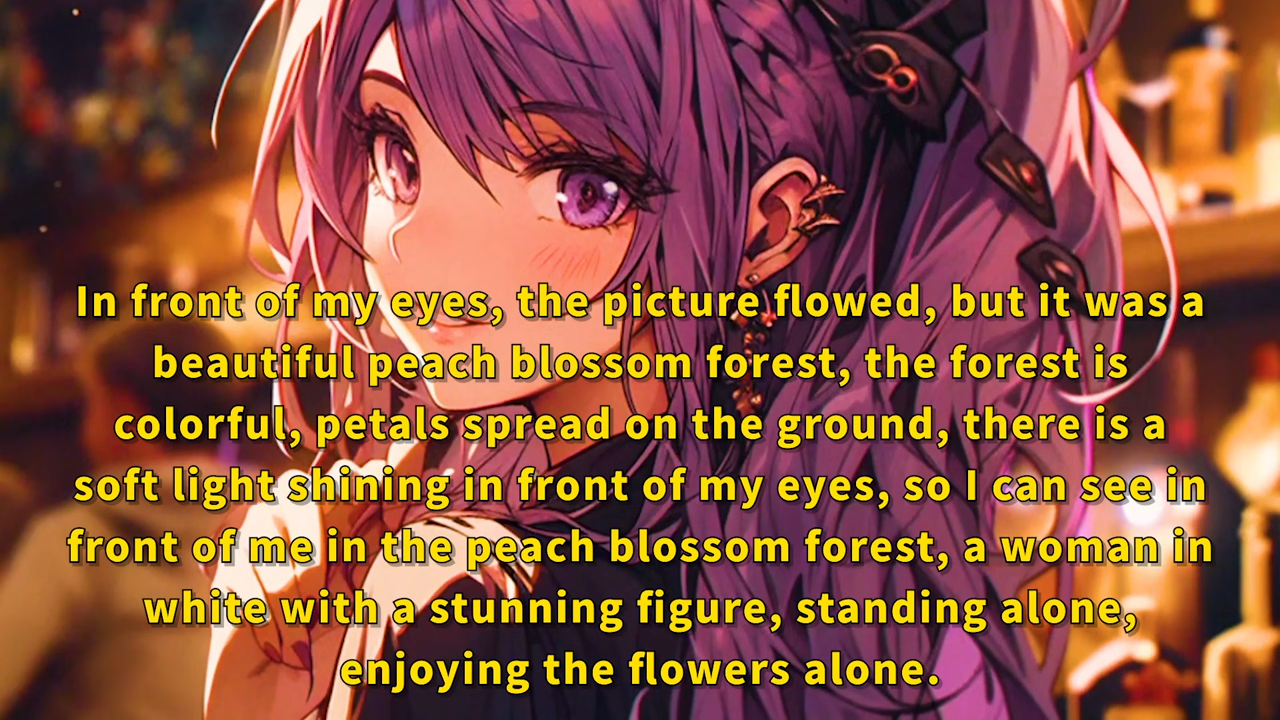 In front of my eyes, the picture flowed, but it was a
beautiful peach blossom forest, the forest is
colorful, petals spread on the ground, there is a
soft light shining in front of my eyes, so I can see in
front of me in the peach blossom forest, a woman in
white with a stunning figure, standing alone,
enjoying the flowers alone.